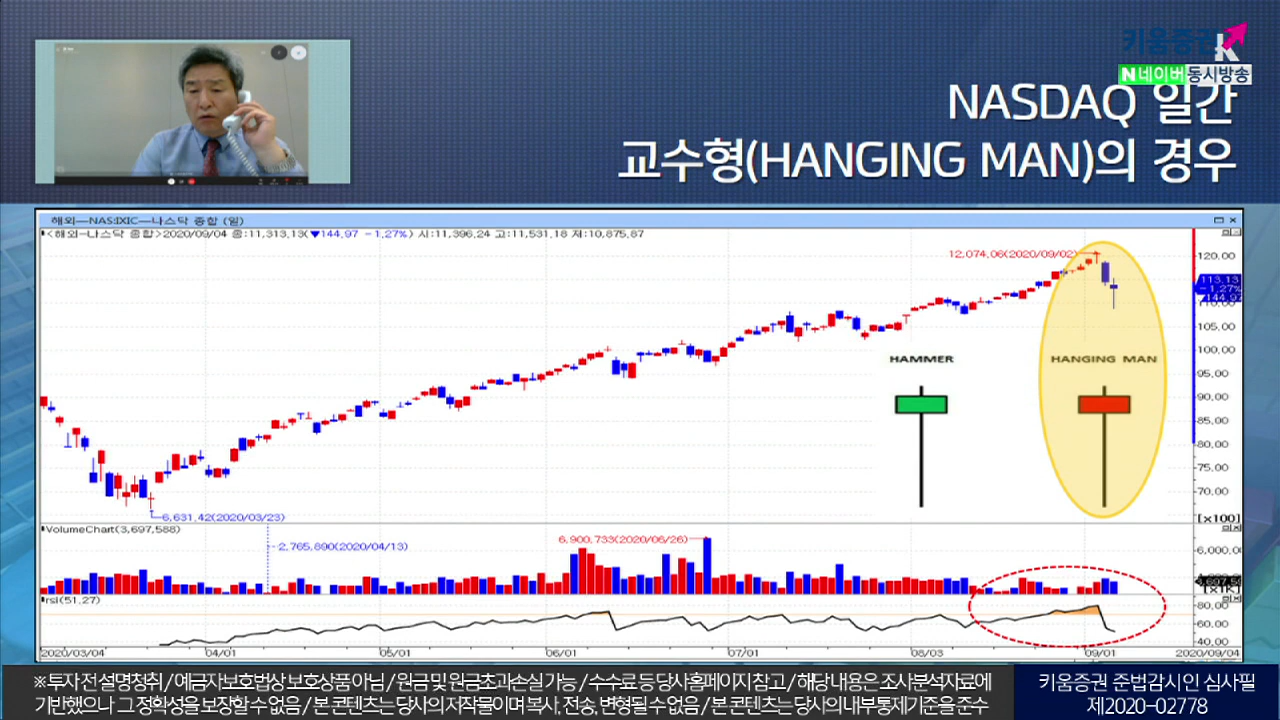 키움증권
N 네이버 동시방송
NASDAQ 일간
교수형(HANGING MAN)의 경우
해외-NAS:IXIC-나스닥 종합 (일)
<해외-나스닥 종합>2020/09/04 종:11,313.13(▼144.97 -1.27%) 시:11,396.24 고:11,531.18 저:10,875.87
12,074.06(2020/09/02)
120.00
113.13
-1.27%
144.97
110.00
105.00
100.00
95.00
90.00
85.00
80.00
75.00
70.00
[x100]
HAMMER
HANGING MAN
6,631.42(2020/03/23)
VolumeChart(3,697,588)
2,765,890(2020/04/13)
6,900,733(2020/06/26)
6,000.00
[x1K]
rsi(51.27)
80.00
60.00
40.00
2020/03/04
04/01
05/01
06/01
07/01
08/03
09/01
2020/09/04
※ 투자 전 설명청취 / 예금자보호법상 보호상품 아님 / 원금 및 원금초과손실 가능 / 수수료 등 당사홈페이지 참고 / 해당 내용은 조사분석자료에
기반했으나 그 정확성을 보장할 수 없음 / 본 콘텐츠는 당사의 저작물이며 복사, 전송, 변형될 수 없음 / 본 콘텐츠는 당사의 내부통제기준을 준수
키움증권 준법감시인 심사필
제2020-02778